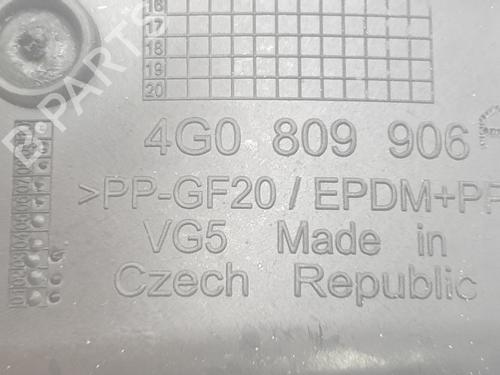 16
17
18
19
20
4G0 809 906
>PP-GF20 / EPDM+PP
VG5 Made in
Czech Republic
B-PARTS